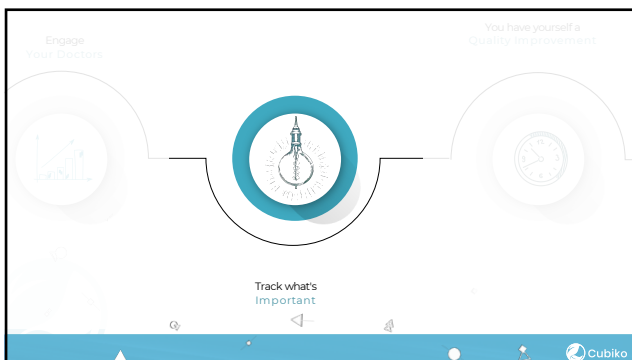 Engage
Your Doctors
You have yourself a
Quality Improvement
Track what's
Important
Cubiko